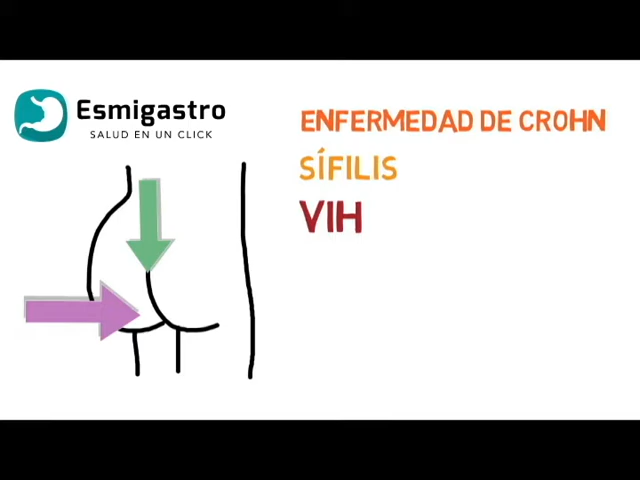 Esmigastro
SALUD EN UN CLICK
ENFERMEDAD DE CROHN
SÍFILIS
VIH